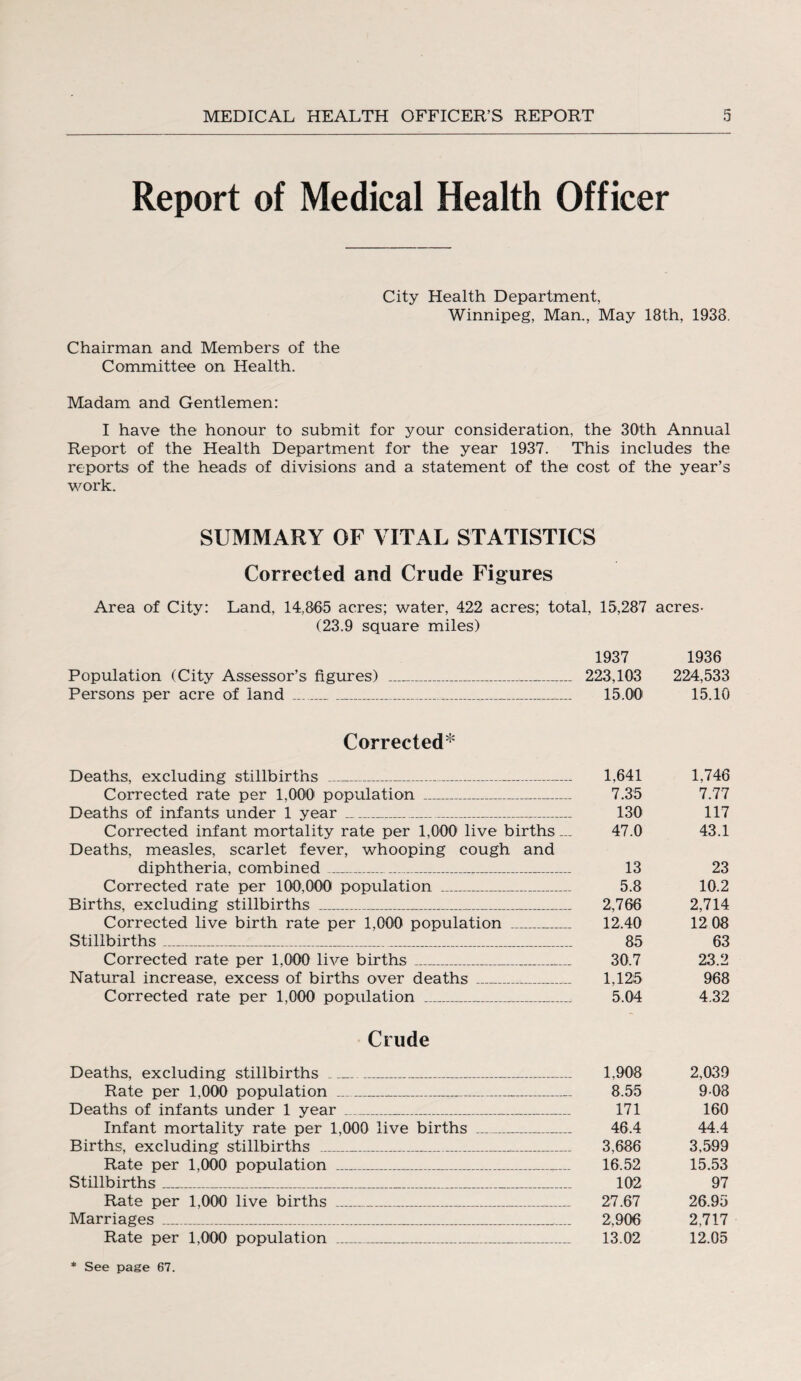 MEDICAL HEALTH OFFICER'S REPORT 5
Report of Medical Health Officer
City Health Department,
Winnipeg, Man., May 18th, 1938.
Chairman and Members of the
Committee on Health.
Madam and Gentlemen:
I have the honour to submit for your consideration, the 30th Annual
Report of the Health Department for the year 1937. This includes the
reports of the heads of divisions and a statement of the cost of the year's
work.
SUMMARY OF VITAL STATISTICS
Corrected and Crude Figures
Area of City: Land, 14,865 acres; water, 422 acres; total, 15,287 acres-
(23.9 square miles)
1937 1936
Population (City Assessor's figures) 223,103 224,533
Persons per acre of land 15.00 15.10
Corrected*
Deaths, excluding stillbirths 1,641 1,746
Corrected rate per 1,000 population 7.35 7.77
Deaths of infants under 1 year 130 117
Corrected infant mortality rate per 1,000 live births 47.0 43.1
Deaths, measles, scarlet fever, whooping cough and
diphtheria, combined 13 23
Corrected rate per 100,000 population 5.8 10.2
Births, excluding stillbirths 2,766 2,714
Corrected live birth rate per 1,000 population 12.40 12 08
Stillbirths 85 63
Corrected rate per 1,000 live births 30.7 23.2
Natural increase, excess of births over deaths 1,125 968
Corrected rate per 1,000 population 5.04 4.32
Crude
Deaths, excluding stillbirths 1,908 2,039
Rate per 1,000 population 8.55 9.08
Deaths of infants under 1 year 171 160
Infant mortality rate per 1,000 live births 46.4 44.4
Births, excluding stillbirths 3,686 3,599
Rate per 1,000 population 16.52 15.53
Stillbirths 102 97
Rate per 1,000 live births 27.67 26.95
Marriages 2,906 2,717
Rate per 1,000 population 13.02 12.05
* See page 67.